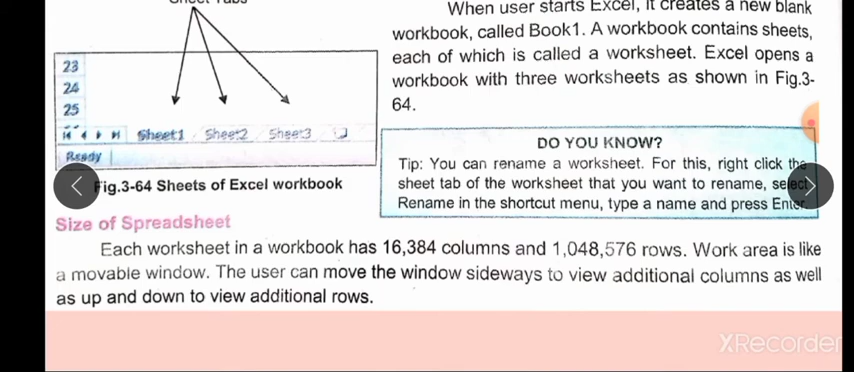 Sheet Tabs
When user starts Excel, it creates a new blank
workbook, called Book1. A workbook contains sheets,
each of which is called a worksheet. Excel opens a
workbook with three worksheets as shown in Fig.3-
64.
23
24
25
Sheet1 Sheet2 Sheet3
Ready
Fig.3-64 Sheets of Excel workbook
DO YOU KNOW?
Tip: You can rename a worksheet. For this, right click the
sheet tab of the worksheet that you want to rename, select
Rename in the shortcut menu, type a name and press Enter.
Size of Spreadsheet
Each worksheet in a workbook has 16,384 columns and 1,048,576 rows. Work area is like
a movable window. The user can move the window sideways to view additional columns as well
as up and down to view additional rows.
XRecorder